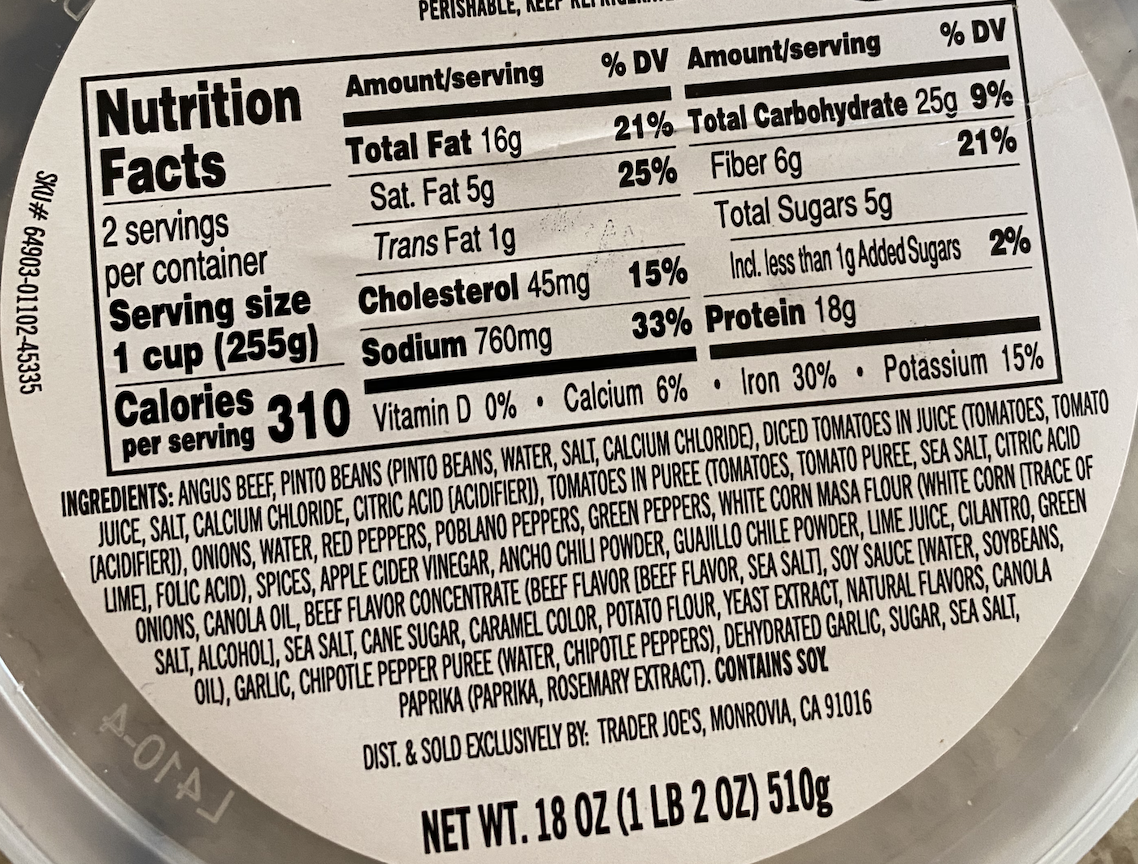 PERISHABLE, KEEP
Nutrition
Facts
2 servings
per container
Serving size
1 cup (255g)
Calories
per serving 310
Amount/serving % DV
Total Fat 16g 21%
Sat. Fat 5g 25%
Trans Fat 1g
Cholesterol 45mg 15%
Sodium 760mg 33%
Amount/serving % DV
Total Carbohydrate 25g 9%
Fiber 6g 21%
Total Sugars 5g
Incl. less than 1g Added Sugars 2%
Protein 18g
Vitamin D 0% • Calcium 6% • Iron 30% • Potassium 15%
INGREDIENTS: ANGUS BEEF, PINTO BEANS (PINTO BEANS, WATER, SALT, CALCIUM CHLORIDE), DICED TOMATOES IN JUICE (TOMATOES, TOMATO
JUICE, SALT, CALCIUM CHLORIDE, CITRIC ACID [ACIDIFIER]), TOMATOES IN PUREE (TOMATOES, TOMATO PUREE, SEA SALT, CITRIC ACID
[ACIDIFIER]), ONIONS, WATER, RED PEPPERS, POBLANO PEPPERS, GREEN PEPPERS, WHITE CORN MASA FLOUR (WHITE CORN [TRACE OF
LIME], FOLIC ACID), SPICES, APPLE CIDER VINEGAR, ANCHO CHILI POWDER, GUAJILLO CHILE POWDER, LIME JUICE, CILANTRO, GREEN
ONIONS, CANOLA OIL, BEEF FLAVOR CONCENTRATE (BEEF FLAVOR [BEEF FLAVOR, SEA SALT], SOY SAUCE [WATER, SOYBEANS,
SALT, ALCOHOL], SEA SALT, CANE SUGAR, CARAMEL COLOR, POTATO FLOUR, YEAST EXTRACT, NATURAL FLAVORS, CANOLA
OIL), GARLIC, CHIPOTLE PEPPER PUREE (WATER, CHIPOTLE PEPPERS), DEHYDRATED GARLIC, SUGAR, SEA SALT,
PAPRIKA (PAPRIKA, ROSEMARY EXTRACT). CONTAINS SOY.
DIST. & SOLD EXCLUSIVELY BY: TRADER JOE'S, MONROVIA, CA 91016
NET WT. 18 OZ (1 LB 2 OZ) 510g
SKU# 64903-01102-45335
L410-4